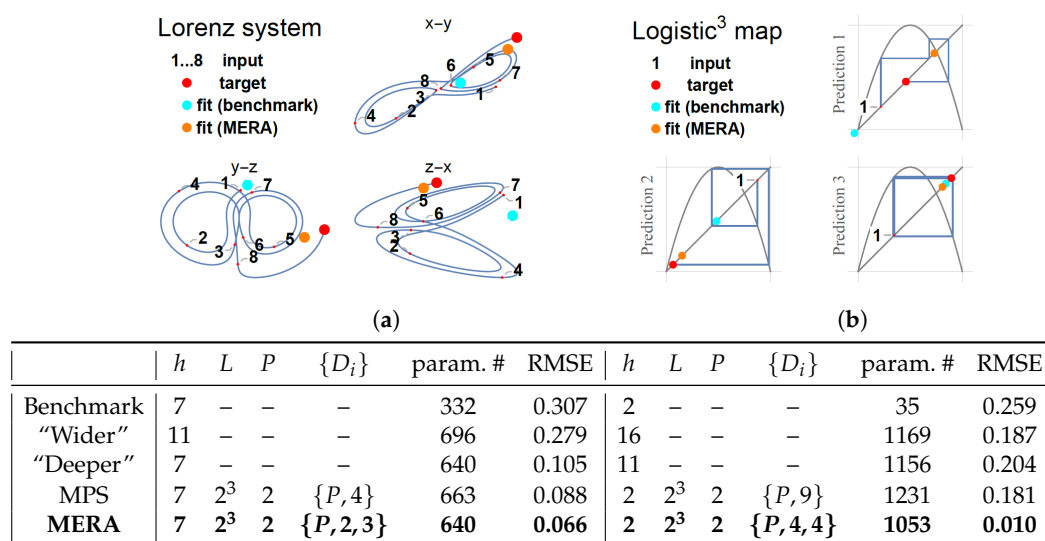 Lorenz system
1...8 input
target
fit (benchmark)
fit (MERA)
x-y
6 5 8 7 3 1 4 2
y-z
4 1 7 2 3 6 5 8
z-x
7 5 1 6 8 3 2 4
(a)
Logistic³ map
1 input
target
fit (benchmark)
fit (MERA)
Prediction 1
1
Prediction 2
1
Prediction 3
1
(b)
h L P {D_i} param. # RMSE h L P {D_i} param. # RMSE
Benchmark 7 – – – 332 0.307 2 – – – 35 0.259
“Wider” 11 – – – 696 0.279 16 – – – 1169 0.187
“Deeper” 7 – – – 640 0.105 11 – – – 1156 0.204
MPS 7 2³ 2 {P,4} 663 0.088 2 2³ 2 {P,9} 1231 0.181
MERA 7 2³ 2 {P,2,3} 640 0.066 2 2³ 2 {P,4,4} 1053 0.010